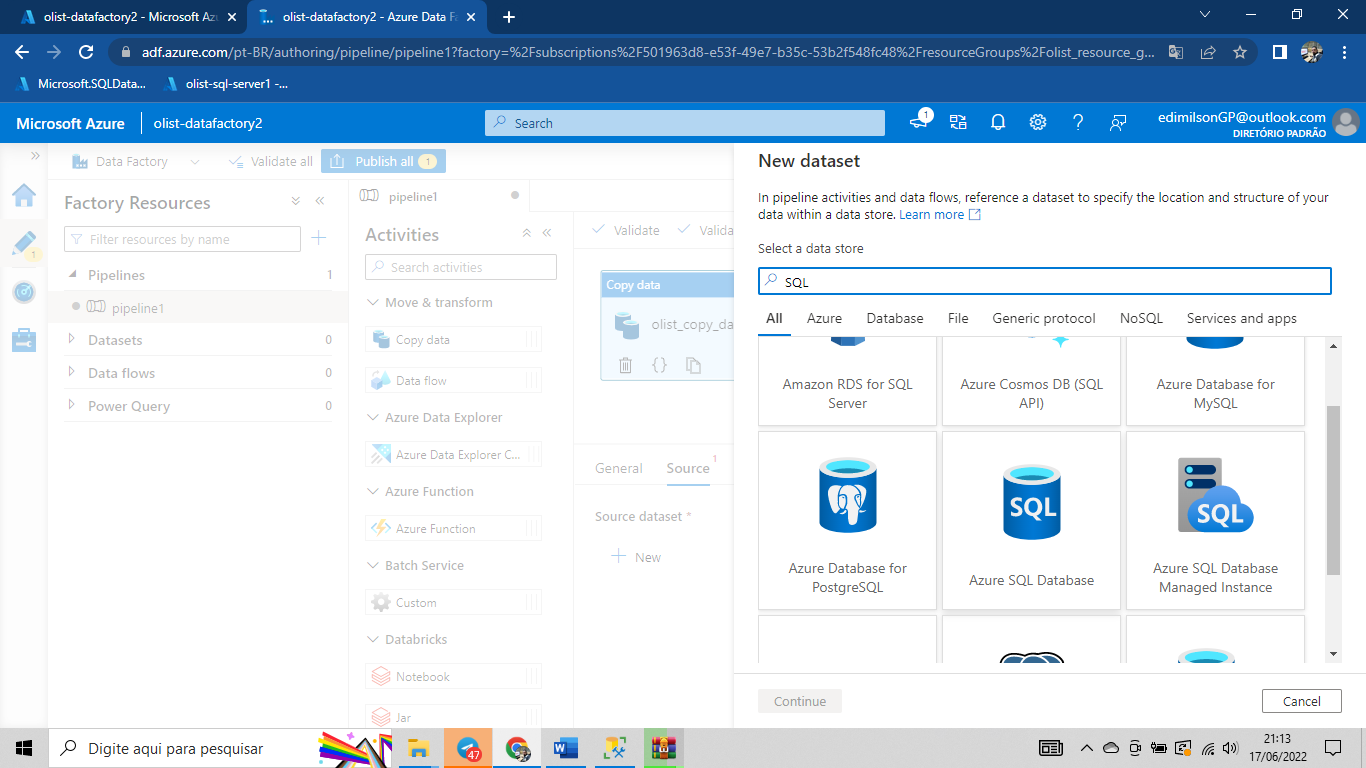 olist-datafactory2 - Microsoft Az
olist-datafactory2 - Azure Data Fa
adf.azure.com/pt-BR/authoring/pipeline/pipeline1?factory=%2Fsubscriptions%2F501963d8-e53f-49e7-b35c-53b2f548fc48%2FresourceGroups%2Folist_resource_g...
Microsoft.SQLData...
olist-sql-server1 -...
Microsoft Azure
olist-datafactory2
Search
1
edimilsonGP@outlook.com
DIRETÓRIO PADRÃO
Data Factory
Validate all
Publish all
1
1
Factory Resources
Filter resources by name
Pipelines
1
pipeline1
Datasets
0
Data flows
0
Power Query
0
pipeline1
Activities
Search activities
Move & transform
Copy data
Data flow
Azure Data Explorer
Azure Data Explorer C...
Azure Function
Azure Function
Batch Service
Custom
Databricks
Notebook
Jar
Validate
Valida
Copy data
olist_copy_da
{}
General
Source
1
Source dataset *
New
New dataset
In pipeline activities and data flows, reference a dataset to specify the location and structure of your
data within a data store. Learn more
Select a data store
SQL
All
Azure
Database
File
Generic protocol
NoSQL
Services and apps
Amazon RDS for SQL
Server
Azure Cosmos DB (SQL
API)
Azure Database for
MySQL
Azure Database for
PostgreSQL
SQL
Azure SQL Database
SQL
Azure SQL Database
Managed Instance
Continue
Cancel
Digite aqui para pesquisar
47
21:13
17/06/2022